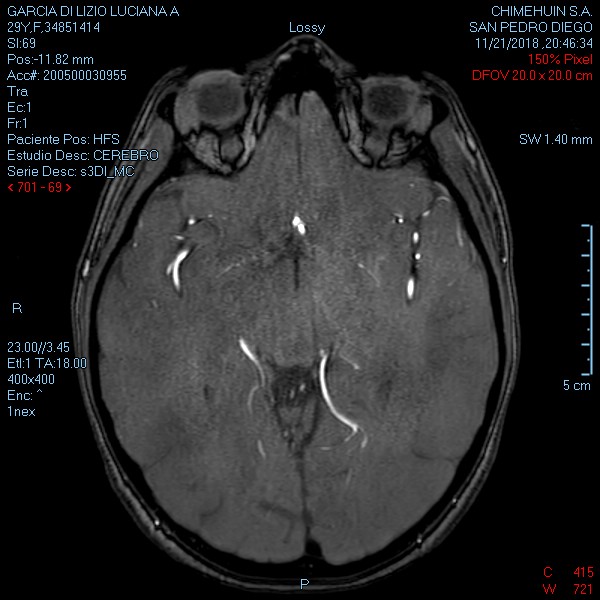 GARCIA DI LIZIO LUCIANA A
29Y,F,34851414
Sl:69
Pos:-11.82 mm
Acc#: 200500030955
Tra
Ec:1
Fr:1
Paciente Pos: HFS
Estudio Desc: CEREBRO
Serie Desc: s3DI_MC
< 701 - 69 >
Lossy
CHIMEHUIN S.A.
SAN PEDRO DIEGO
11/21/2018 ,20:46:34
150% Pixel
DFOV 20.0 x 20.0 cm
SW 1.40 mm
R
5 cm
23.00//3.45
Etl:1 TA:18.00
400x400
Enc: ^
1nex
P
C 415
W 721